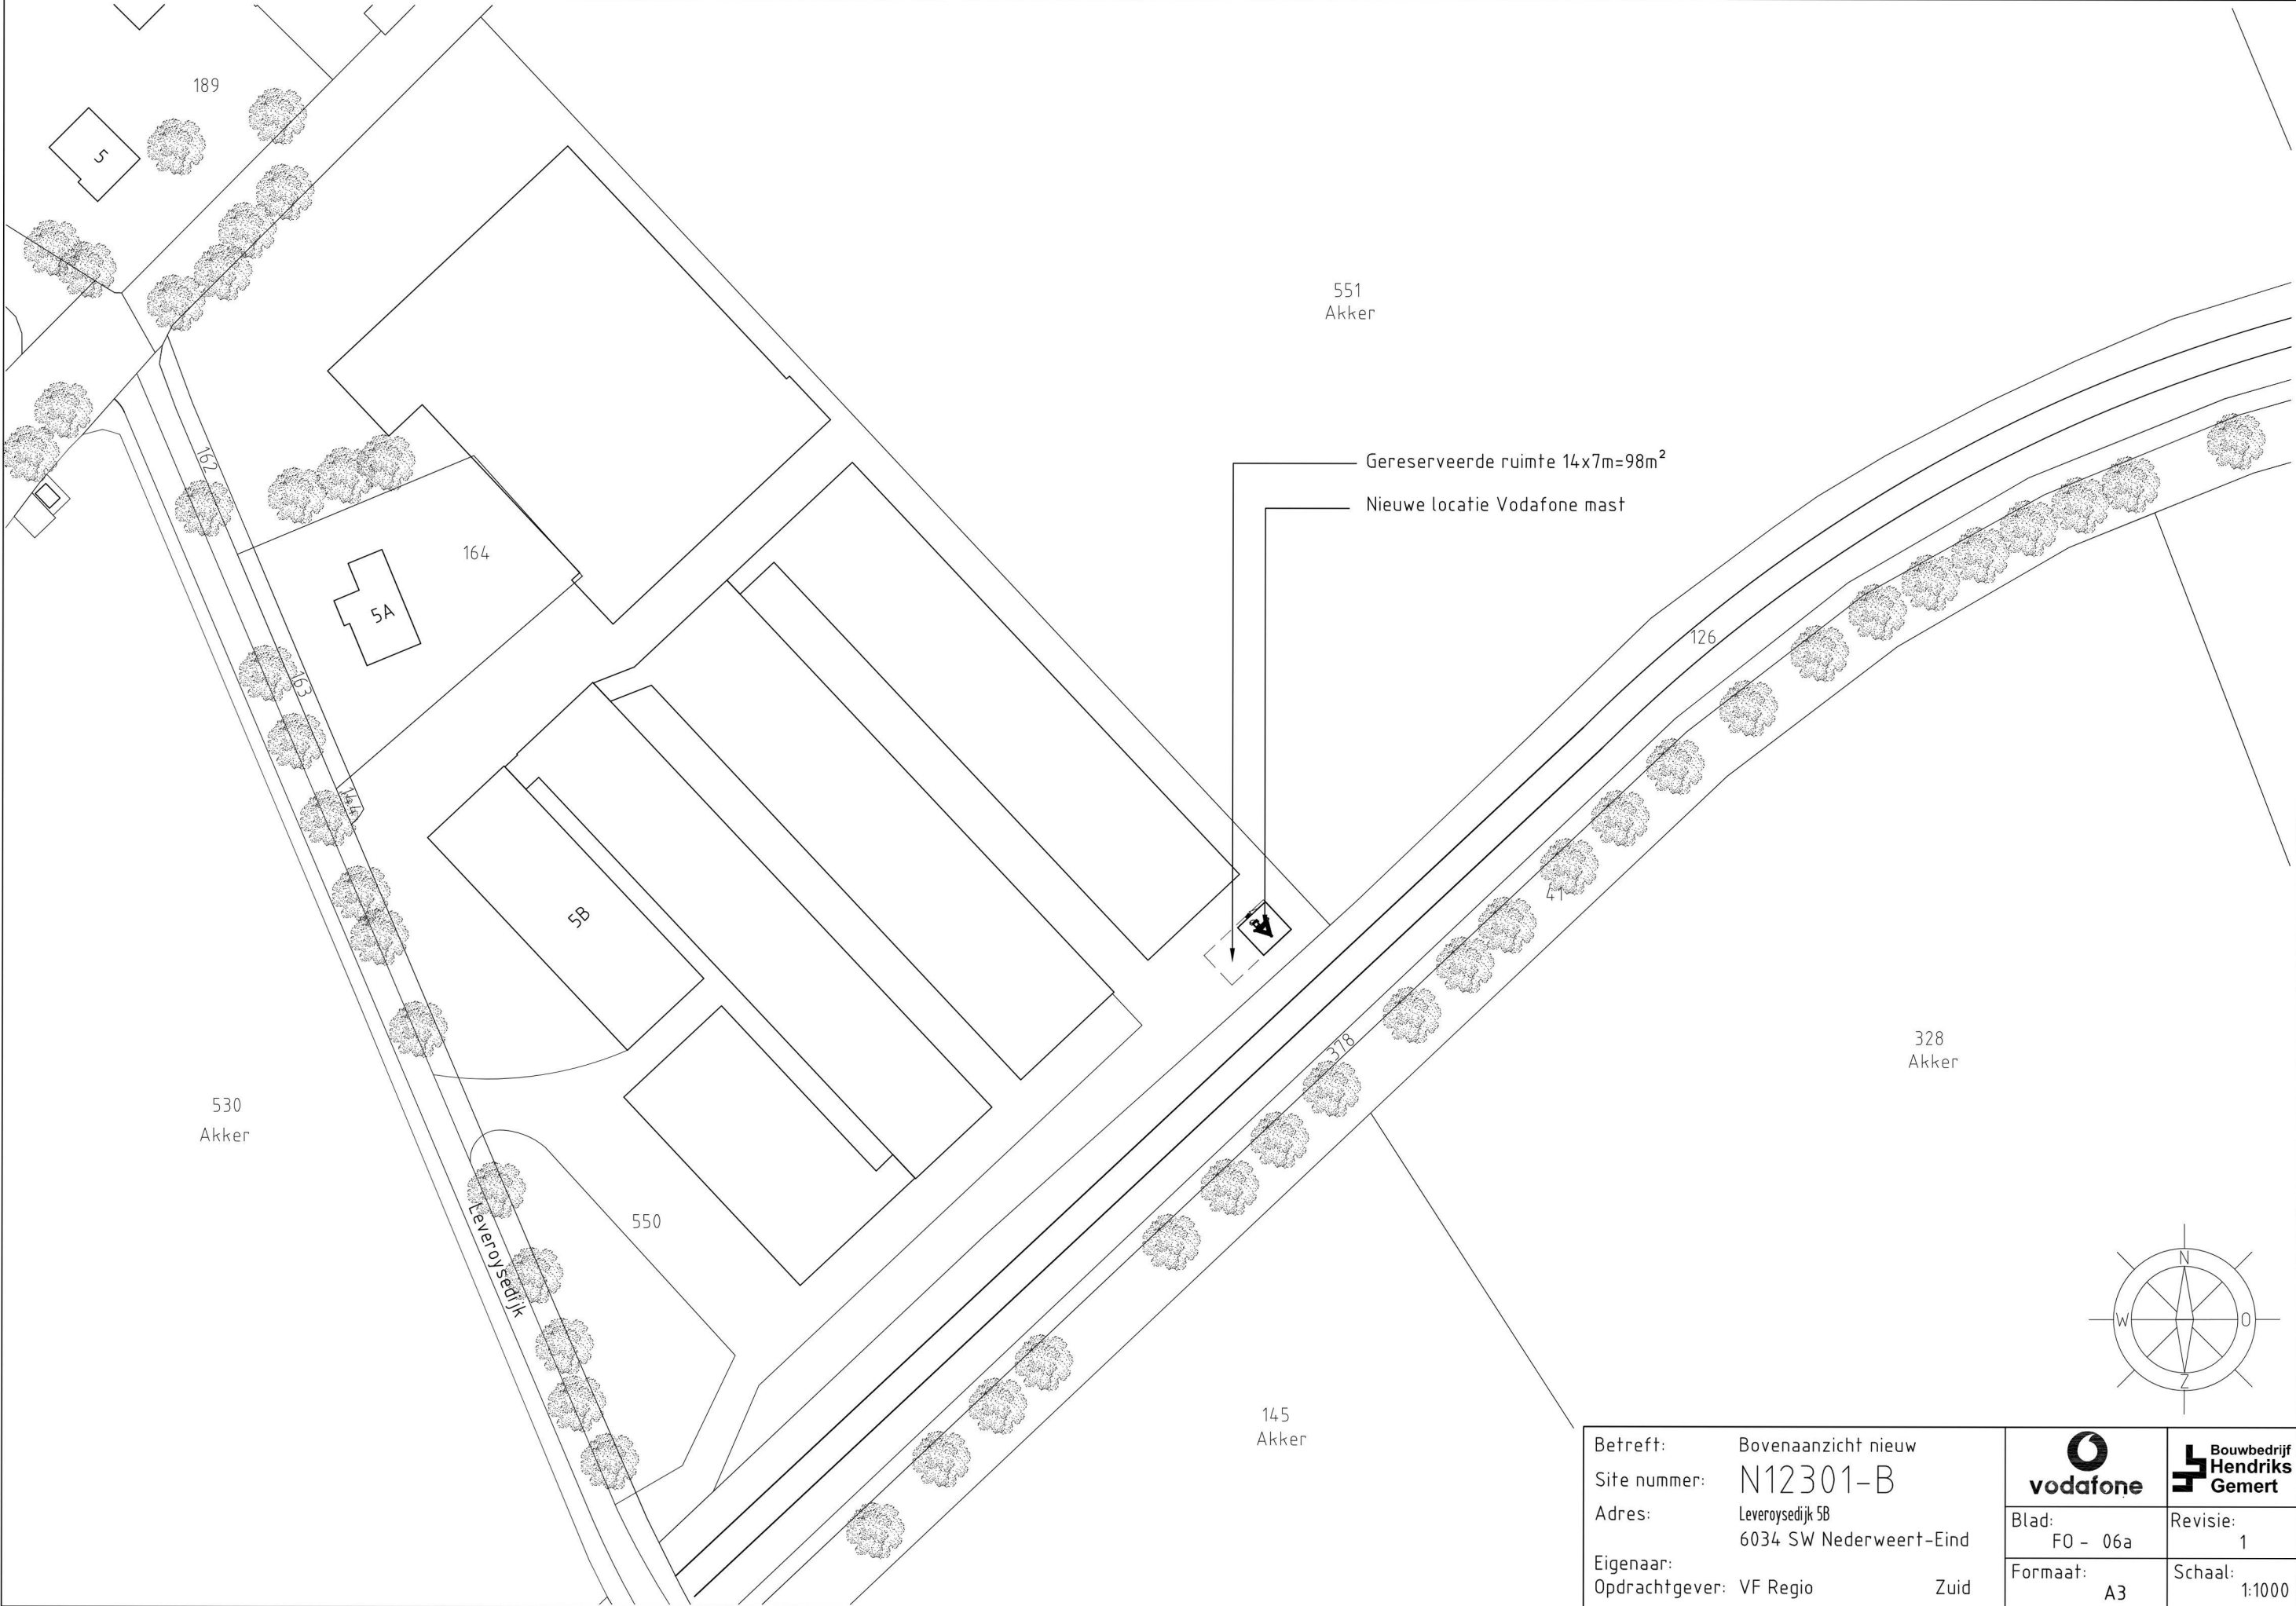 189
5
551
Akker
162
Gereserveerde ruimte 14x7m=98m²
Nieuwe locatie Vodafone mast
164
5A
126
163
144
41
5B
378
328
Akker
530
Akker
550
Leveroysedijk
N
W
O
Z
145
Akker
Betreft: Bovenaanzicht nieuw
Site nummer: N12301-B
Adres: Leveroysedijk 5B
6034 SW Nederweert-Eind
Eigenaar:
Opdrachtgever: VF Regio Zuid
vodafone
Bouwbedrijf
Hendriks
Gemert
Blad:
FO - 06a
Revisie:
1
Formaat:
A3
Schaal:
1:1000